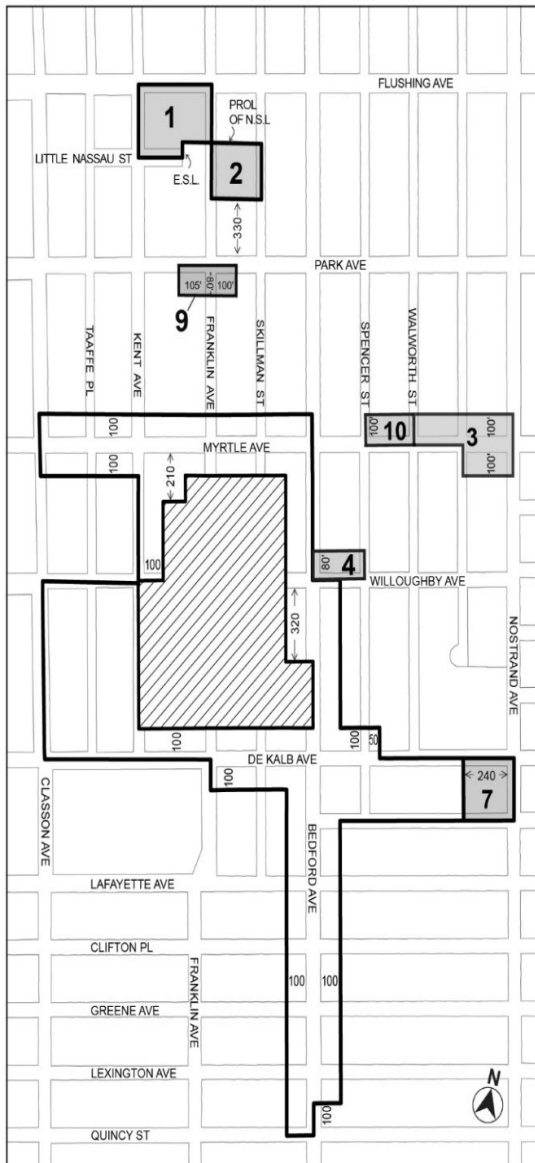 FLUSHING AVE
1
PROL
OF N.S.L
LITTLE NASSAU ST
E.S.L.
2
330
PARK AVE
105'
80'
100'
9
TAAFFE PL
KENT AVE
FRANKLIN AVE
SKILLMAN ST
SPENCER ST
WALWORTH ST
100
100'
10
3
100'
MYRTLE AVE
100
210
100'
100
80'
4
WILLOUGHBY AVE
320
NOSTRAND AVE
100
100
50
DE KALB AVE
100
240
7
CLASSON AVE
BEDFORD AVE
LAFAYETTE AVE
CLIFTON PL
FRANKLIN AVE
100
100
GREENE AVE
LEXINGTON AVE
N
100
QUINCY ST